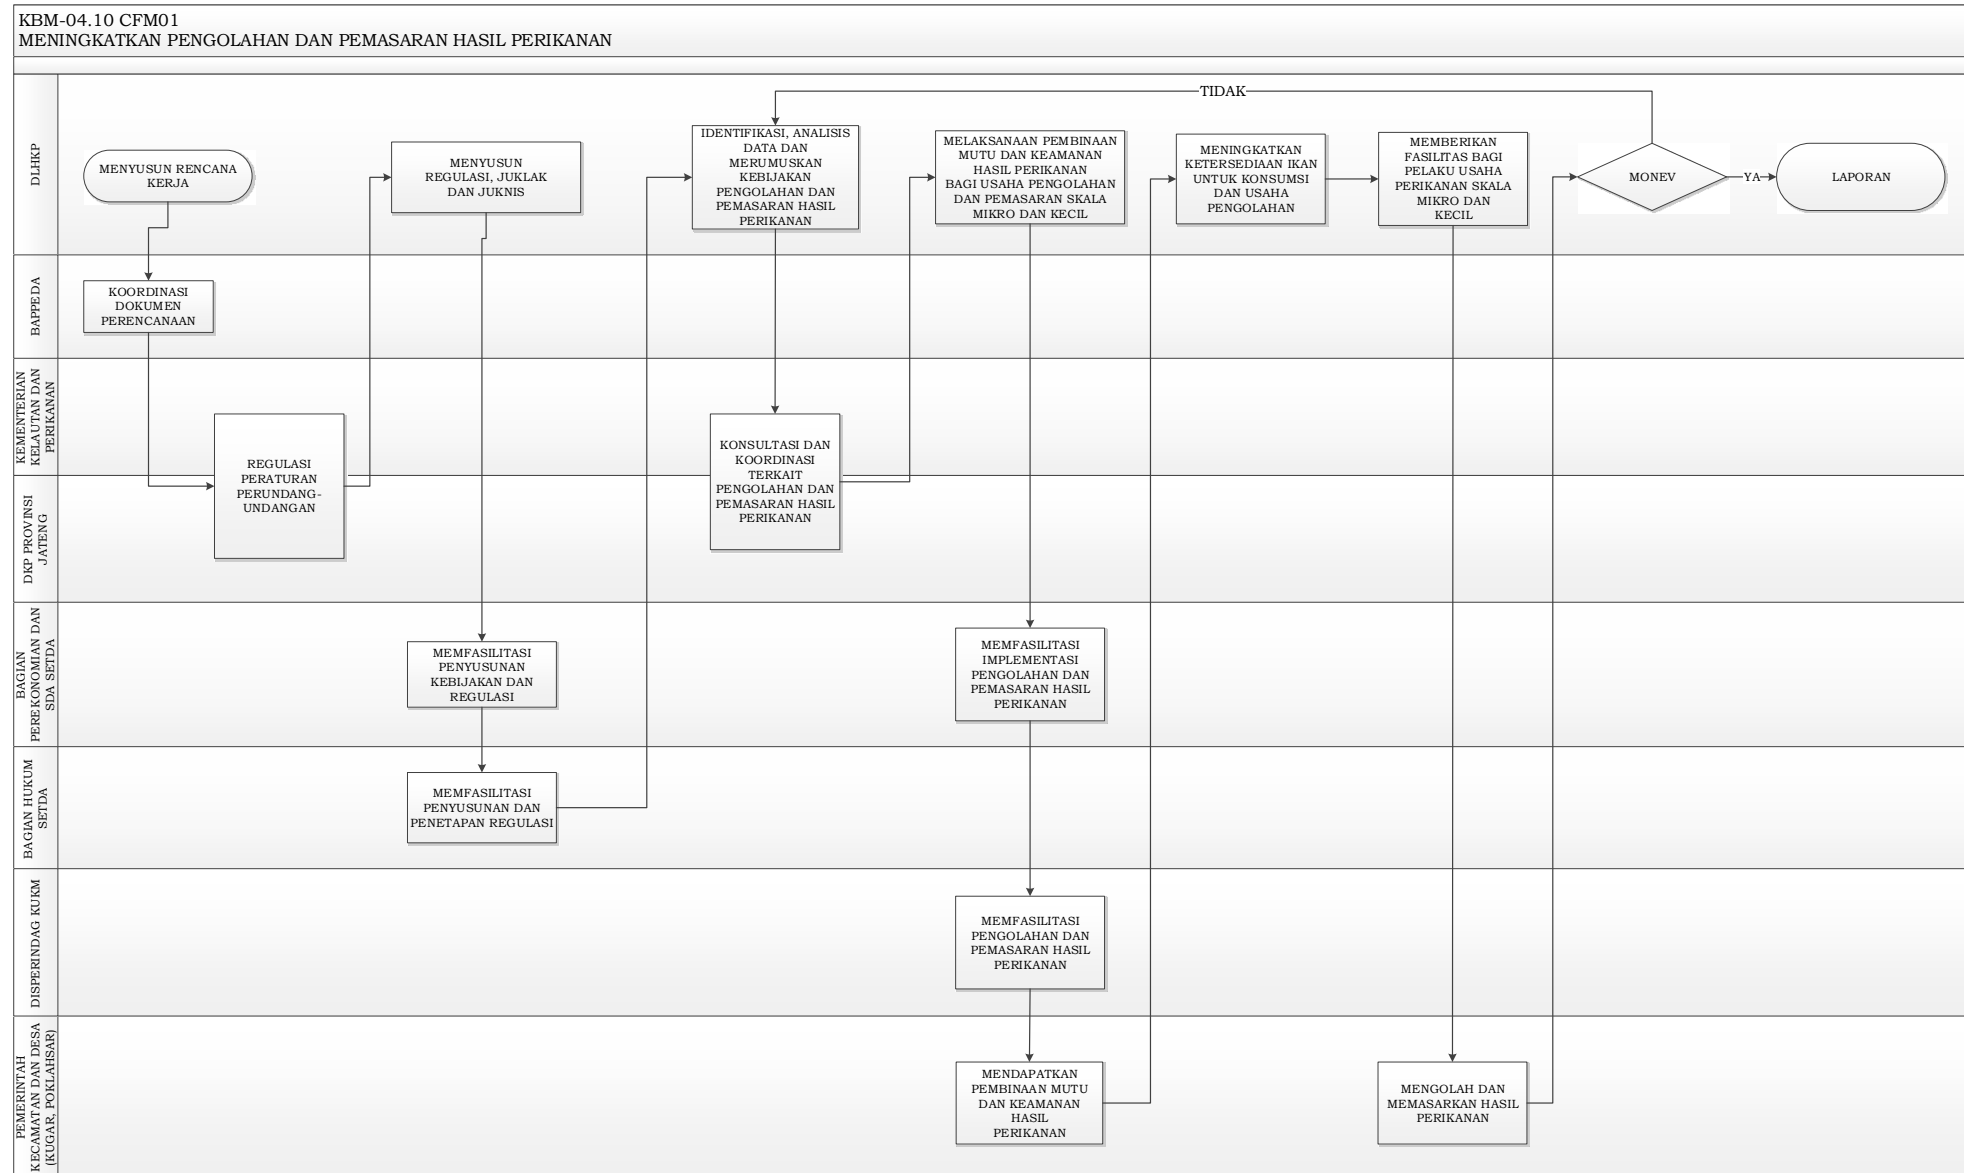 KBM-04.10 CFM01
MENINGKATKAN PENGOLAHAN DAN PEMASARAN HASIL PERIKANAN
DLHKP
MENYUSUN RENCANA
KERJA
MENYUSUN
REGULASI, JUKLAK
DAN JUKNIS
TIDAK
IDENTIFIKASI, ANALISIS
DATA DAN
MERUMUSKAN
KEBIJAKAN
PENGOLAHAN DAN
PEMASARAN HASIL
PERIKANAN
MELAKSANAAN PEMBINAAN
MUTU DAN KEAMANAN
HASIL PERIKANAN
BAGI USAHA PENGOLAHAN
DAN PEMASARAN SKALA
MIKRO DAN KECIL
MENINGKATKAN
KETERSEDIAAN IKAN
UNTUK KONSUMSI
DAN USAHA
PENGOLAHAN
MEMBERIKAN
FASILITAS BAGI
PELAKU USAHA
PERIKANAN SKALA
MIKRO DAN
KECIL
MONEV
YA
LAPORAN
BAPPEDA
KOORDINASI
DOKUMEN
PERENCANAAN
KEMENTERIAN
KELAUTAN DAN
PERIKANAN
REGULASI
PERATURAN
PERUNDANG-
UNDANGAN
KONSULTASI DAN
KOORDINASI
TERKAIT
PENGOLAHAN DAN
PEMASARAN HASIL
PERIKANAN
DKP PROVINSI
JATENG
BAGIAN
PEREKONOMIAN DAN
SDA SETDA
MEMFASILITASI
PENYUSUNAN
KEBIJAKAN DAN
REGULASI
MEMFASILITASI
IMPLEMENTASI
PENGOLAHAN DAN
PEMASARAN HASIL
PERIKANAN
BAGIAN HUKUM
SETDA
MEMFASILITASI
PENYUSUNAN DAN
PENETAPAN REGULASI
DISPERINDAG KUKM
MEMFASILITASI
PENGOLAHAN DAN
PEMASARAN HASIL
PERIKANAN
PEMERINTAH
KECAMATAN DAN DESA
(KUGAR, POKLAHSAR)
MENDAPATKAN
PEMBINAAN MUTU
DAN KEAMANAN
HASIL
PERIKANAN
MENGOLAH DAN
MEMASARKAN HASIL
PERIKANAN